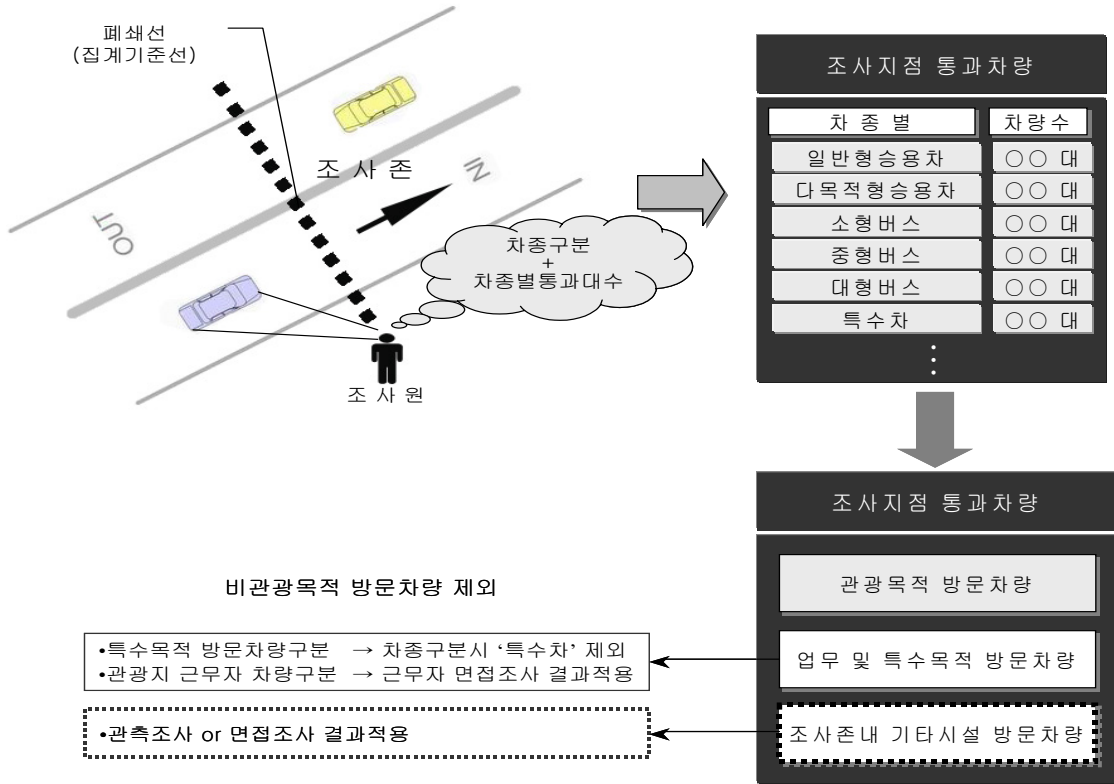 폐쇄선
(집계기준선)
조사존
IN
OUT
차종구분
+
차종별통과대수
조사원
조사지점 통과차량
차종별 차량수
일반형승용차 ○○ 대
다목적형승용차 ○○ 대
소형버스 ○○ 대
중형버스 ○○ 대
대형버스 ○○ 대
특수차 ○○ 대
⋮
조사지점 통과차량
관광목적 방문차량
업무 및 특수목적 방문차량
조사존내 기타시설 방문차량
비관광목적 방문차량 제외
•특수목적 방문차량구분 → 차종구분시 ‘특수차’ 제외
•관광지 근무자 차량구분 → 근무자 면접조사 결과적용
•관측조사 or 면접조사 결과적용